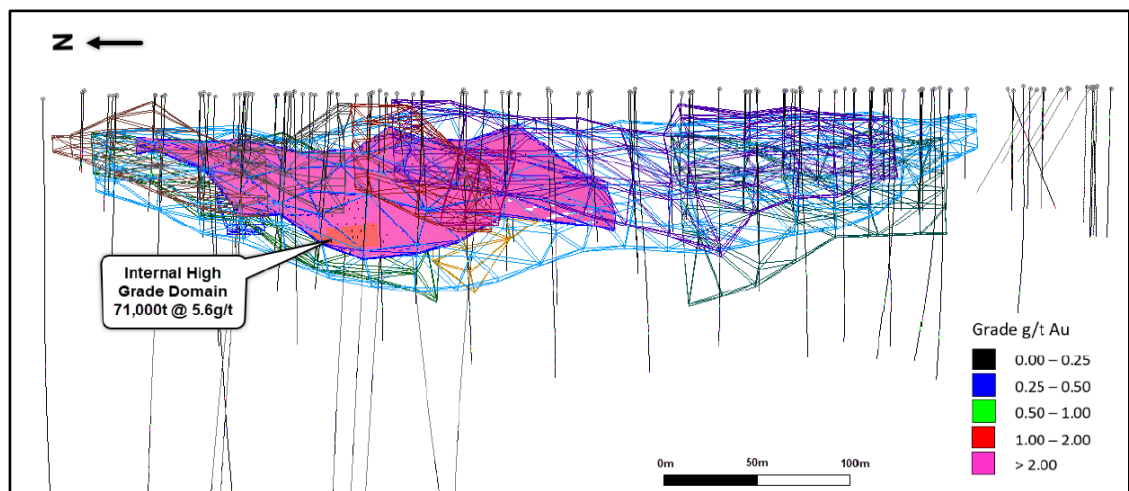 N
Internal High
Grade Domain
71,000t @ 5.6g/t
Grade g/t Au
0.00 – 0.25
0.25 – 0.50
0.50 – 1.00
1.00 – 2.00
> 2.00
0m 50m 100m